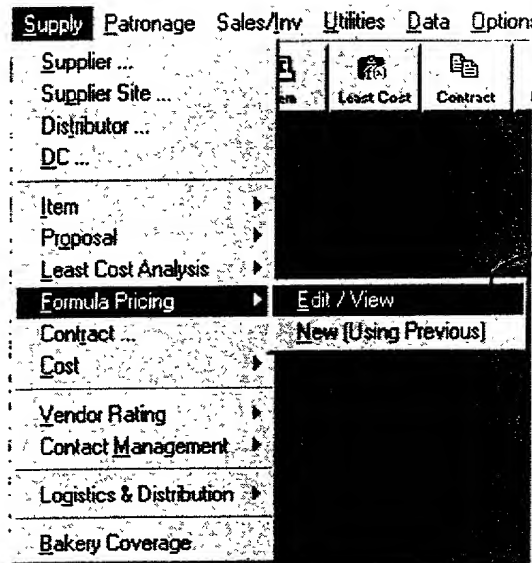 Supply Patronage Sales/Inv Utilities Data Option
Supplier ...
Supplier Site ...
Distributor ...
Least Cost Contract
DC ...
Item
Proposal
Least Cost Analysis
Formula Pricing Edit / View
Contract ... New (Using Previous)
Cost
Vendor Rating
Contact Management
Logistics & Distribution
Bakery Coverage